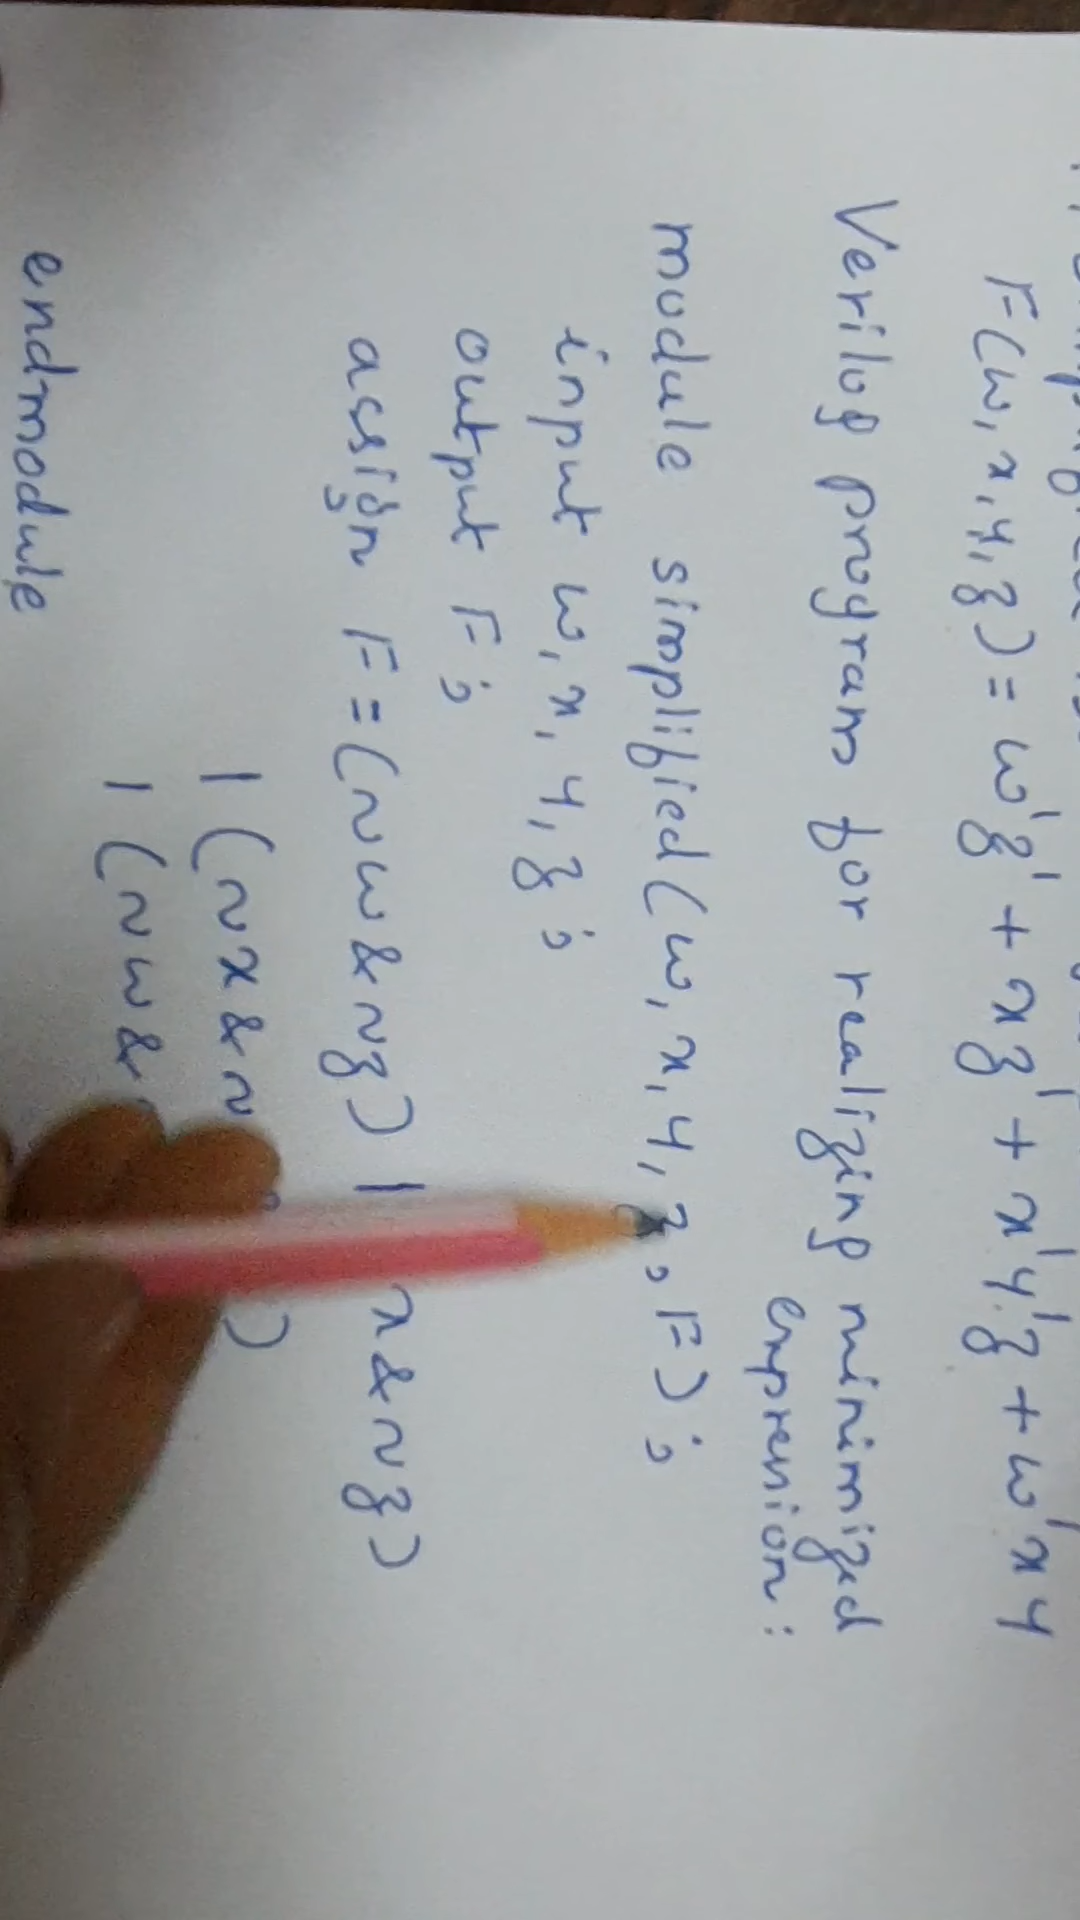 F(w, x, y, z) = w'z' + xz' + x'y'z + w'xy
Verilog program for realizing minimized
expression:
module simplified(w, x, y, z, F);
input w, x, y, z;
output F;
assign F = (~w&~z) | x&~z)
| (~x&~ )
| (~w&
endmodule